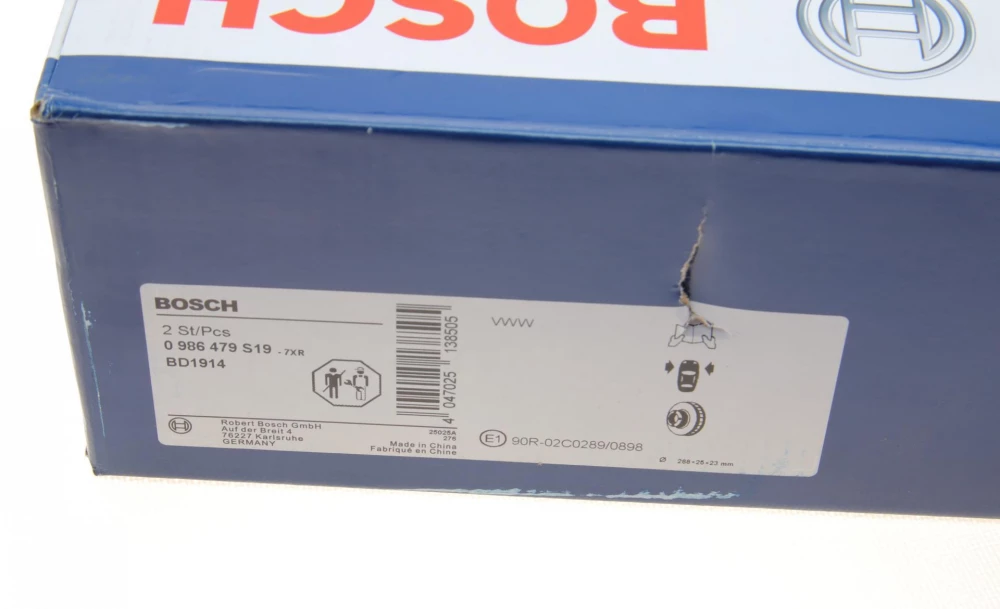 BOSCH
BOSCH
2 St/Pcs
0 986 479 S19 - 7XR
BD1914
4 047025 138505
VWW
Robert Bosch GmbH
Auf der Breit 4
76227 Karlsruhe
GERMANY
25025A
276
Made in China
Fabriqué en Chine
E1 90R-02C0289/0898
Ø 288*25*23 mm